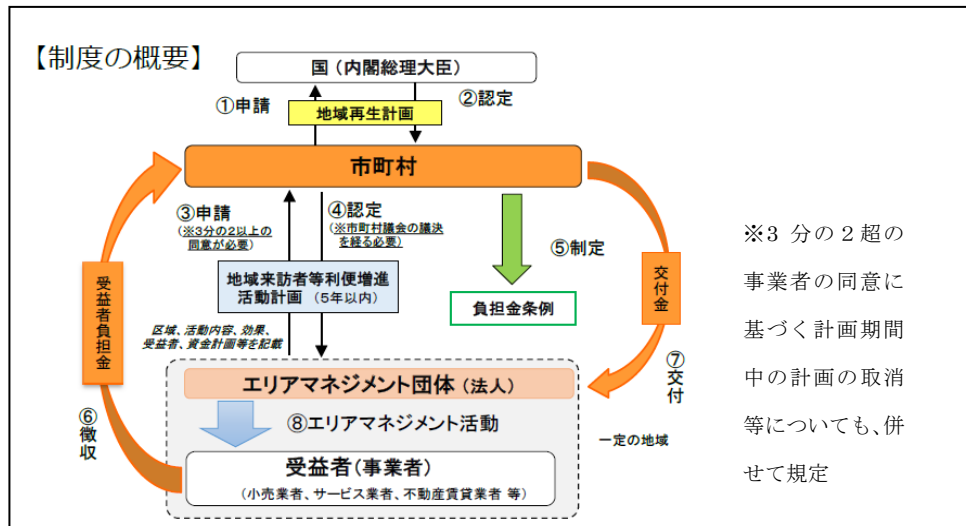 【制度の概要】
国（内閣総理大臣）
①申請
②認定
地域再生計画
市町村
③申請
（※3分の2以上の
同意が必要）
④認定
（※市町村議会の議決
を経る必要）
⑤制定
地域来訪者等利便増進
活動計画（5年以内）
負担金条例
区域、活動内容、効果、
受益者、資金計画等を記載
受益者負担金
⑥徴収
交付金
⑦交付
エリアマネジメント団体（法人）
⑧エリアマネジメント活動
一定の地域
受益者（事業者）
（小売業者、サービス業者、不動産賃貸業者 等）
※3 分の 2 超の
事業者の同意に
基づく計画期間
中の計画の取消
等についても、併
せて規定